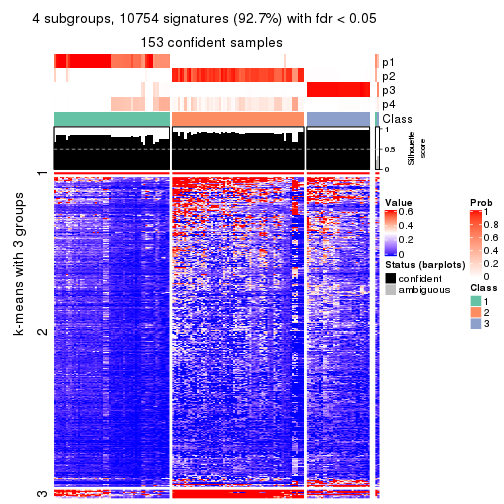 4 subgroups, 10754 signatures (92.7%) with fdr < 0.05
153 confident samples
p1
p2
p3
p4
Class
1
0.5
0
Silhouette
score
k-means with 3 groups
1
2
3
Value
0.6
0.4
0.2
0
Status (barplots)
confident
ambiguous
Prob
1
0.8
0.6
0.4
0.2
0
Class
1
2
3